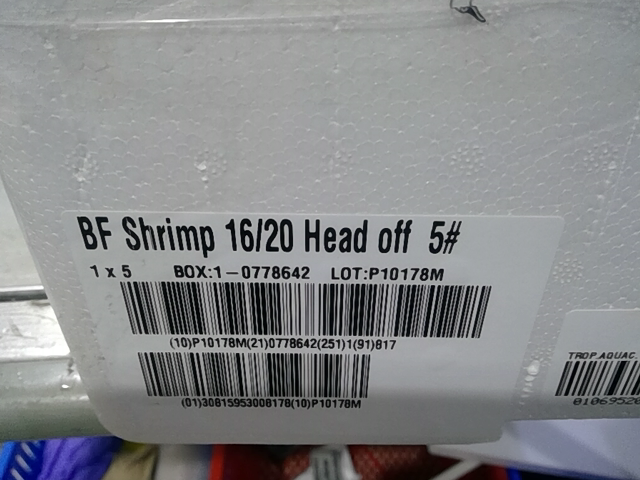 BF Shrimp 16/20 Head off 5#
1 x 5 BOX:1-0778642 LOT:P10178M
(10)P10178M(21)0778642(251)1(91)817
(01)30815953008178(10)P10178M
TROP.AQUAC.